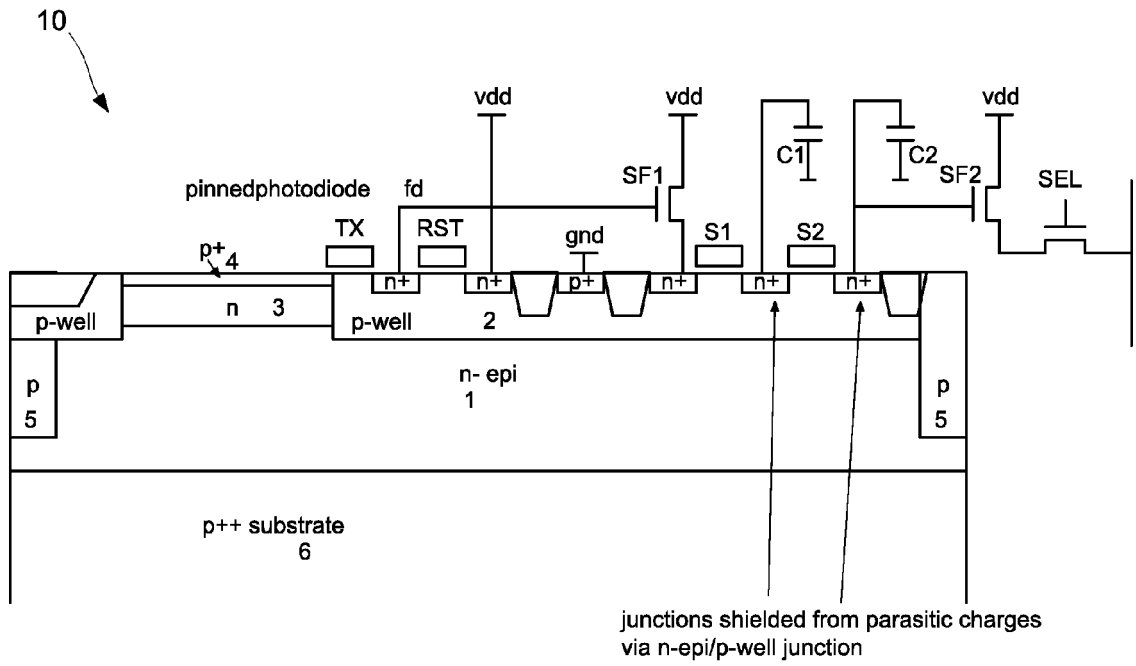 10
vdd
vdd
vdd
C1
C2
SF1
SF2
SEL
pinnedphotodiode
fd
TX
RST
gnd
S1
S2
p+
4
n+
n+
p+
n+
n+
n+
n 3
p-well
p-well
2
n- epi
1
p
5
p
5
p++ substrate
6
junctions shielded from parasitic charges
via n-epi/p-well junction